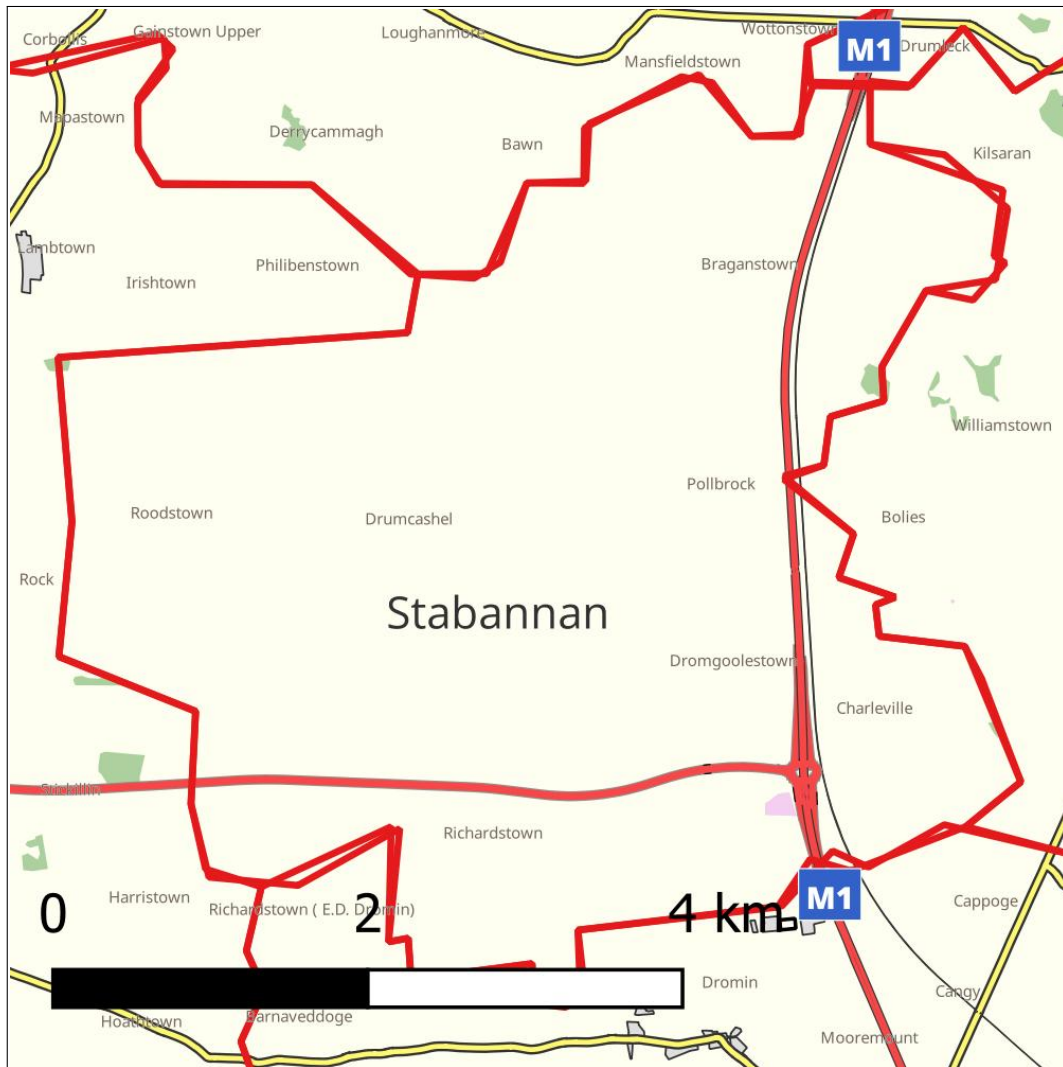 Corbollis
Gainstown Upper
Loughanmore
Wottonstown
M1
Drumleck
Mansfieldstown
Mapastown
Derrycammagh
Bawn
Kilsaran
Lambtown
Philibenstown
Braganstown
Irishtown
Williamstown
Pollbrock
Roodstown
Drumcashel
Bolies
Rock
Stabannan
Dromgoolestown
Charleville
Stickillin
Richardstown
Harristown
Richardstown ( E.D. Dromin)
M1
Cappoge
0 2 4 km
Dromin
Cangy
Hoathtown
Barnaveddoge
Mooremount